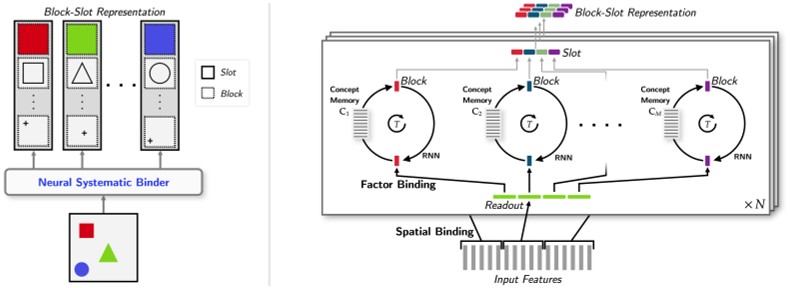 Block-Slot Representation
Slot
Block
Neural Systematic Binder
Block-Slot Representation
Slot
Block
Block
Block
Concept
Memory
C1
Concept
Memory
C2
Concept
Memory
CM
T
T
T
RNN
RNN
RNN
Factor Binding
Readout
× N
Spatial Binding
Input Features